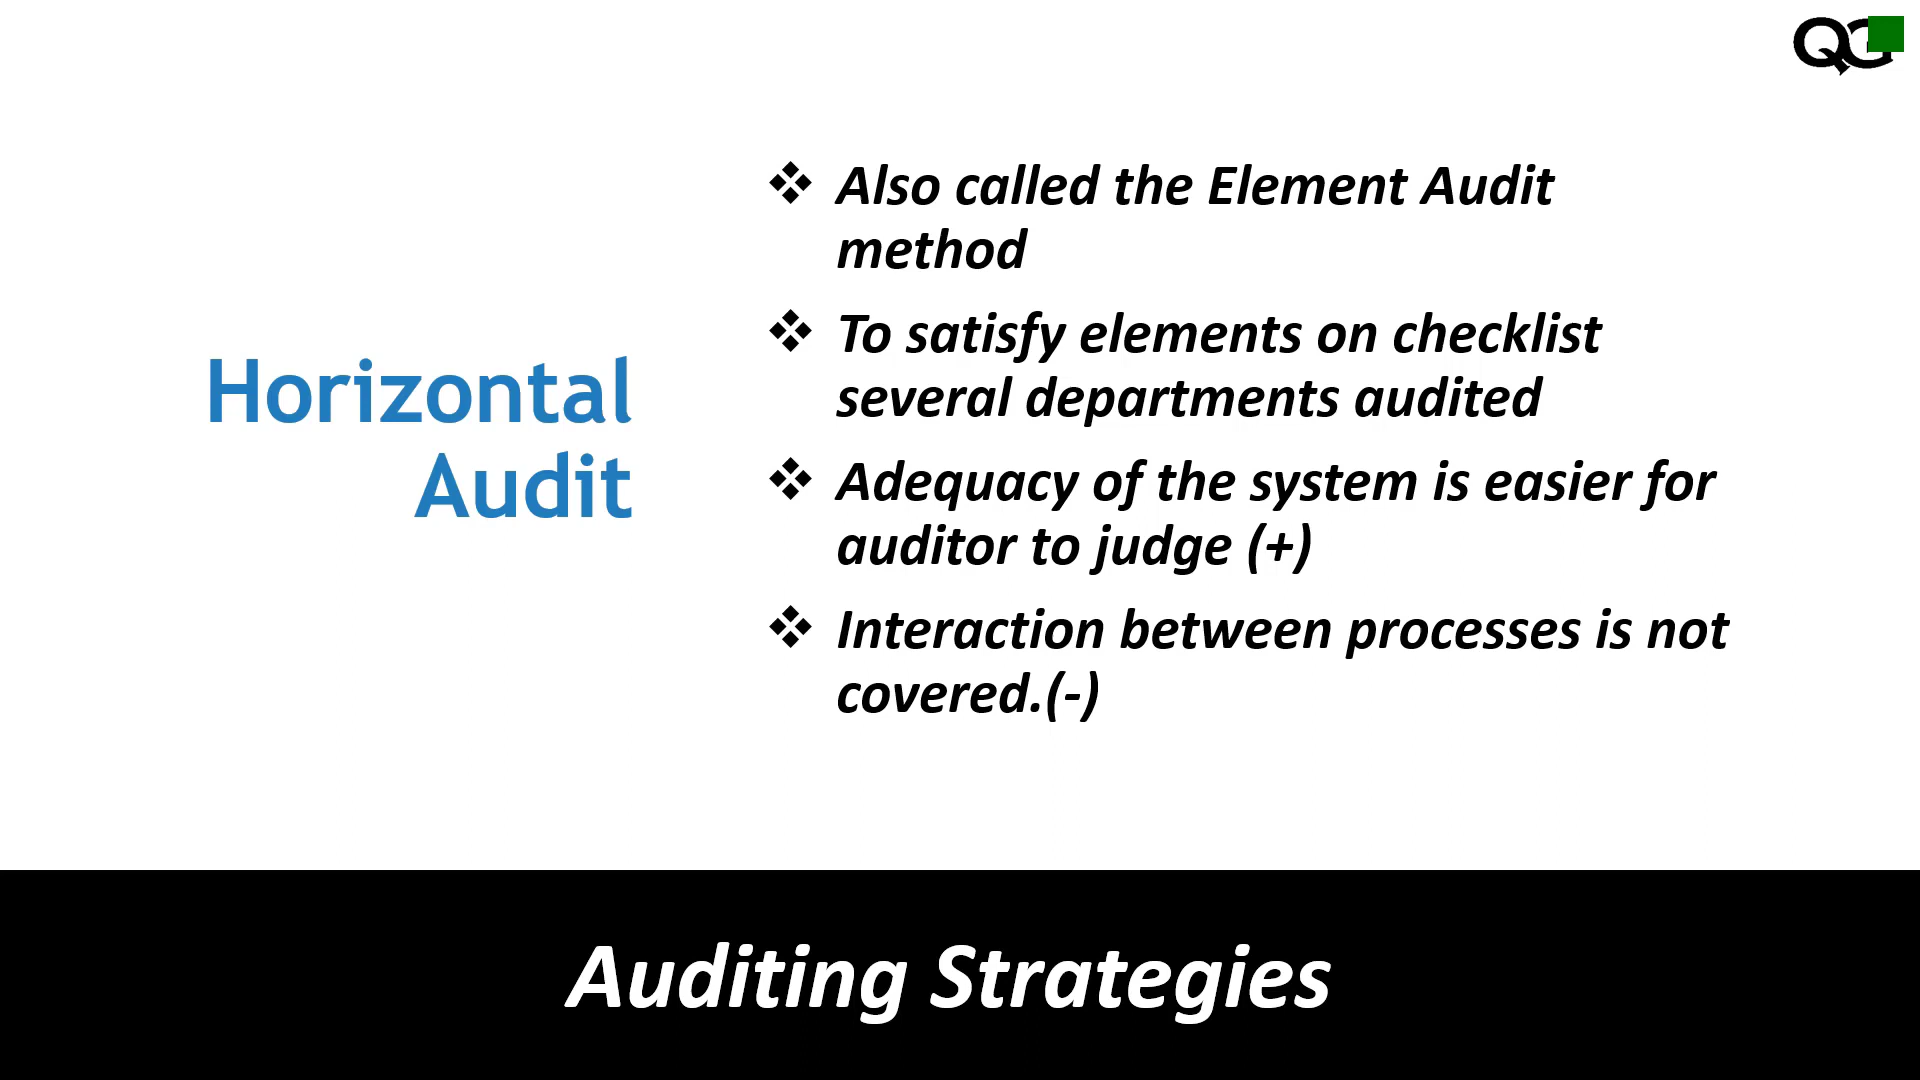 QG
Horizontal
Audit
❖ Also called the Element Audit
method
❖ To satisfy elements on checklist
several departments audited
❖ Adequacy of the system is easier for
auditor to judge (+)
❖ Interaction between processes is not
covered.(-)
Auditing Strategies